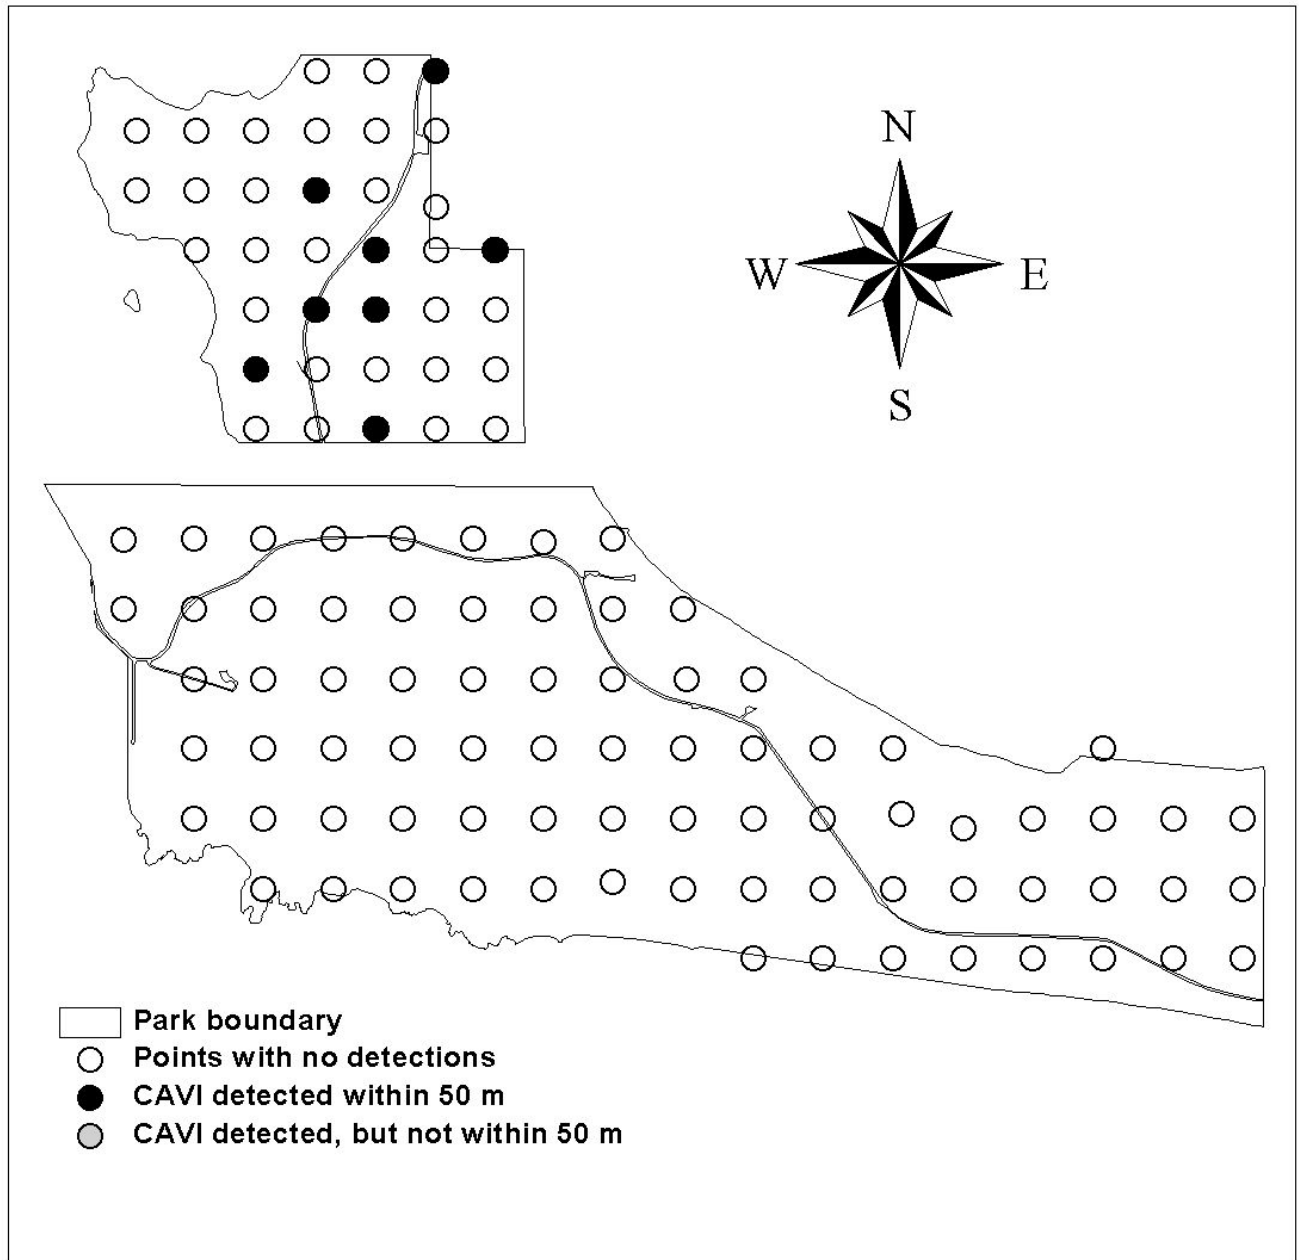 N
W E
S
Park boundary
Points with no detections
CAVI detected within 50 m
CAVI detected, but not within 50 m